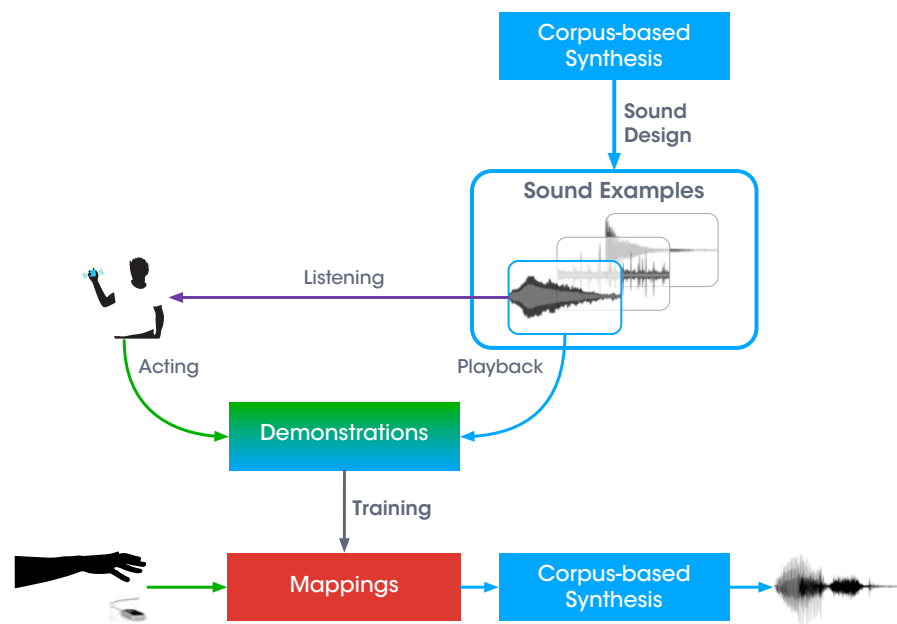 Corpus-based
Synthesis
Sound
Design
Sound Examples
Listening
Acting
Playback
Demonstrations
Training
Mappings
Corpus-based
Synthesis